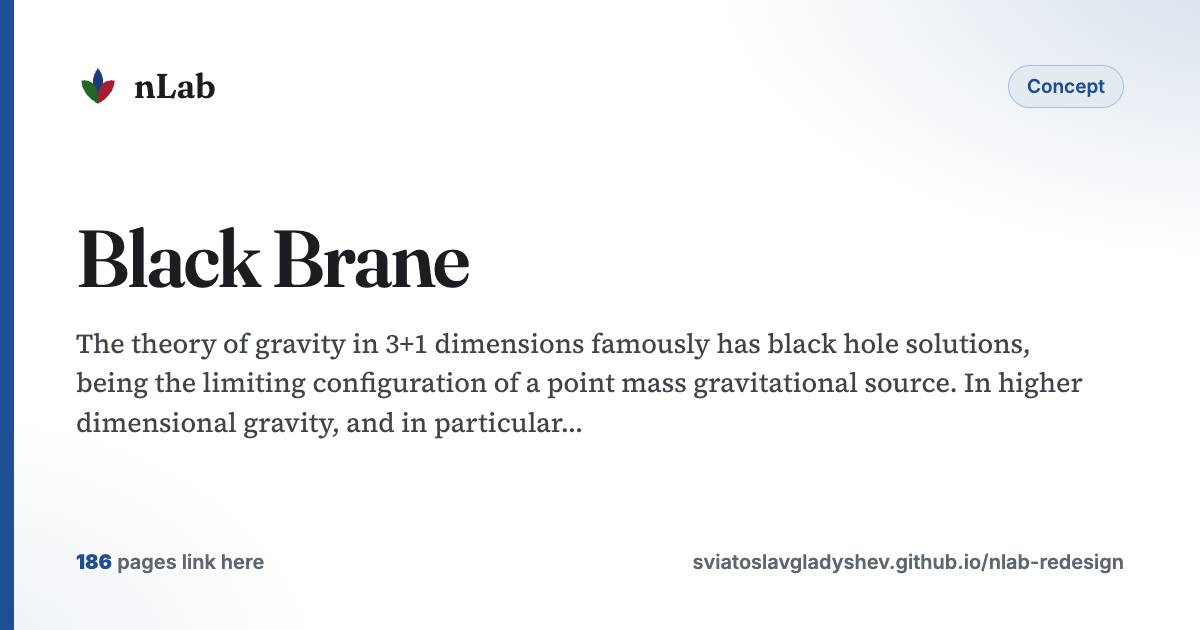 nLab
Concept
Black Brane
The theory of gravity in 3+1 dimensions famously has black hole solutions,
being the limiting configuration of a point mass gravitational source. In higher
dimensional gravity, and in particular...
186 pages link here
sviatoslavgladyshev.github.io/nlab-redesign